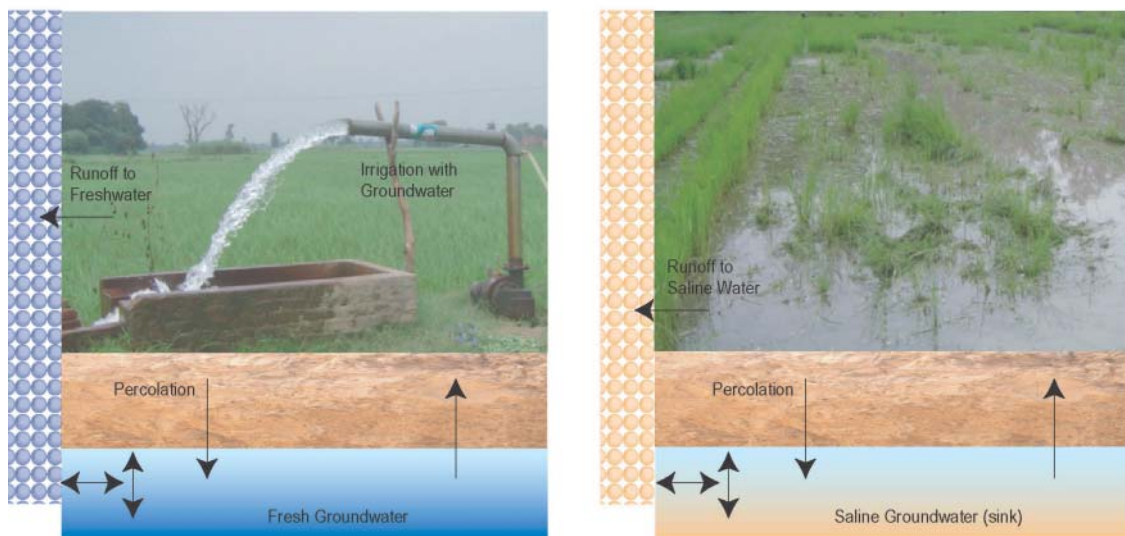 Runoff to
Freshwater
Irrigation with
Groundwater
Percolation
Fresh Groundwater
Runoff to
Saline Water
Percolation
Saline Groundwater (sink)